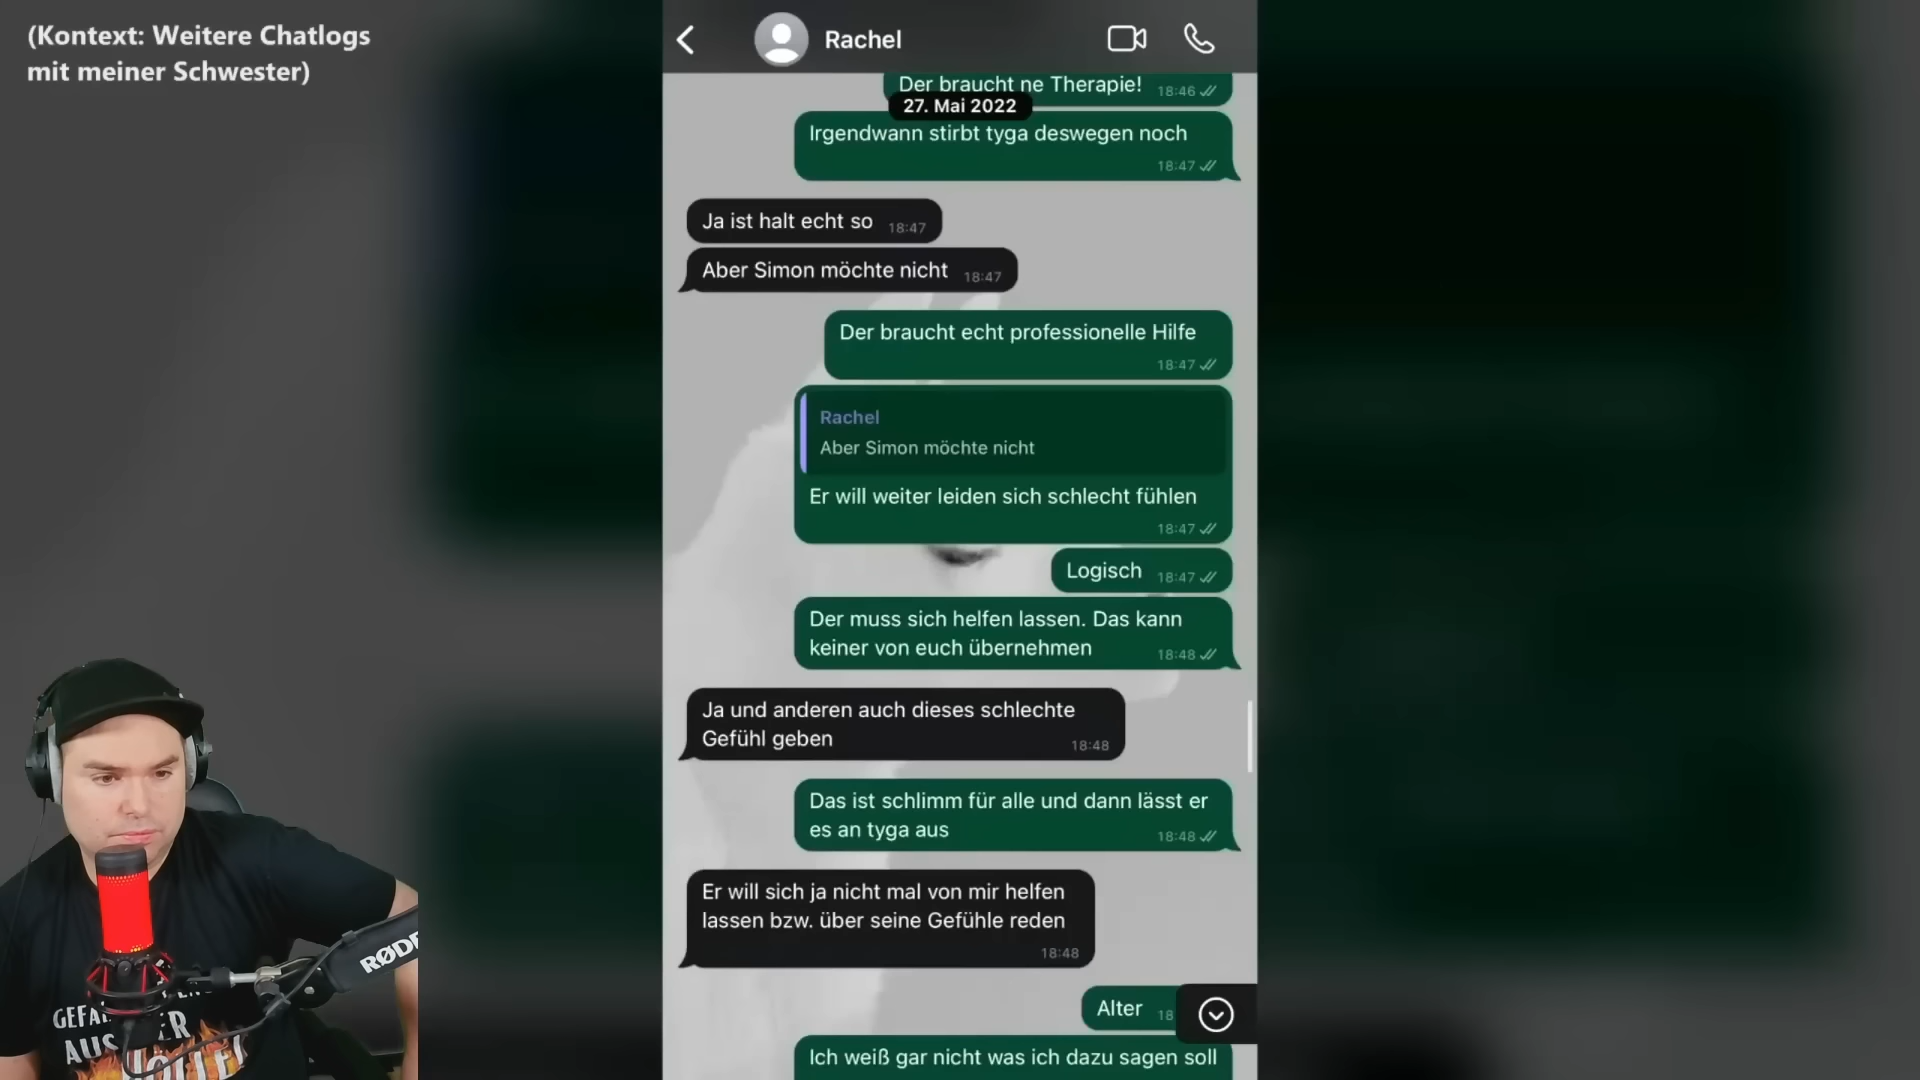 (Kontext: Weitere Chatlogs
mit meiner Schwester)
Rachel
Der braucht ne Therapie! 18:46
27. Mai 2022
Irgendwann stirbt tyga deswegen noch
18:47
Ja ist halt echt so 18:47
Aber Simon möchte nicht 18:47
Der braucht echt professionelle Hilfe
18:47
Rachel
Aber Simon möchte nicht
Er will weiter leiden sich schlecht fühlen
18:47
Logisch 18:47
Der muss sich helfen lassen. Das kann
keiner von euch übernehmen 18:48
Ja und anderen auch dieses schlechte
Gefühl geben 18:48
Das ist schlimm für alle und dann lässt er
es an tyga aus 18:48
Er will sich ja nicht mal von mir helfen
lassen bzw. über seine Gefühle reden
18:48
Alter 18
Ich weiß gar nicht was ich dazu sagen soll
RØDE
AUS